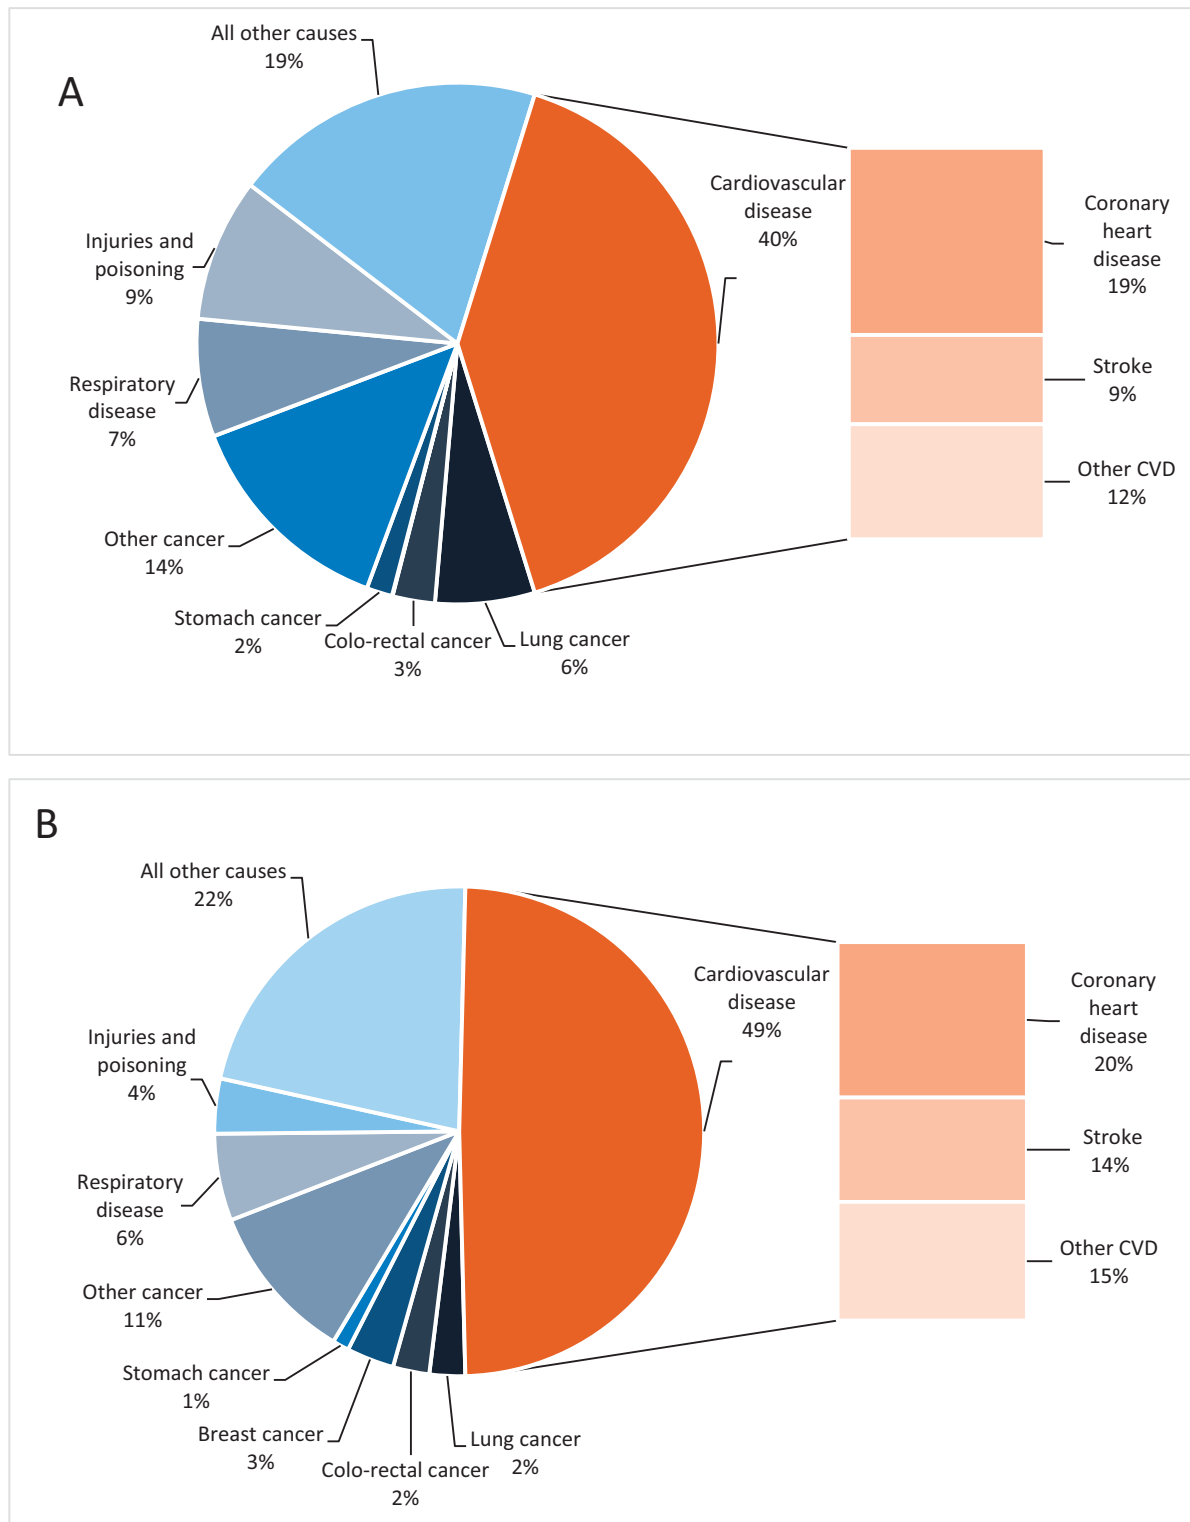 A
All other causes
19%
Cardiovascular
disease
40%
Coronary
heart
disease
19%
Injuries and
poisoning
9%
Stroke
9%
Respiratory
disease
7%
Other CVD
12%
Other cancer
14%
Stomach cancer
2%
Colo-rectal cancer
3%
Lung cancer
6%
B
All other causes
22%
Cardiovascular
disease
49%
Coronary
heart
disease
20%
Injuries and
poisoning
4%
Stroke
14%
Respiratory
disease
6%
Other CVD
15%
Other cancer
11%
Stomach cancer
1%
Breast cancer
3%
Colo-rectal cancer
2%
Lung cancer
2%